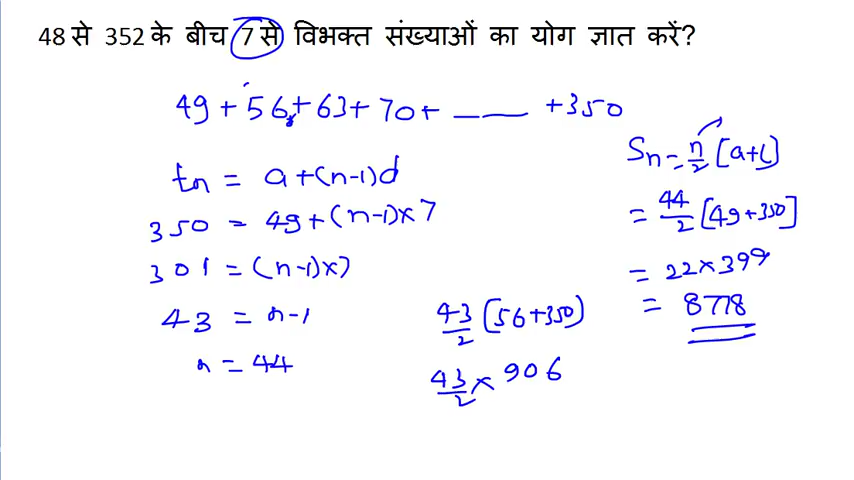 48 से 352 के बीच 7 से विभक्त संख्याओं का योग ज्ञात करें?
49 + 56 + 63 + 70 + __ __ + 350
tn = a + (n-1)d
350 = 49 + (n-1)×7
301 = (n-1)×7
43 = n-1
n = 44
Sn = n/2 [a+l]
= 44/2 [49+350]
= 22×399
= 8778
43/2 (56+350)
43/2 × 906